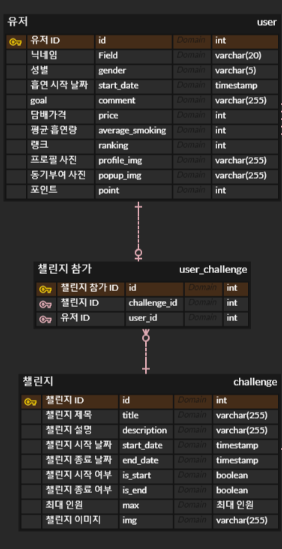 유저 user
유저 ID id Domain int
닉네임 Field Domain varchar(20)
성별 gender Domain varchar(5)
흡연 시작 날짜 start_date Domain timestamp
goal comment Domain varchar(255)
담배가격 price Domain int
평균 흡연량 average_smoking Domain int
랭크 ranking Domain int
프로필 사진 profile_img Domain varchar(255)
동기부여 사진 popup_img Domain varchar(255)
포인트 point Domain int
챌린지 참가 user_challenge
챌린지 참가 ID id Domain int
챌린지 ID challenge_id Domain int
유저 ID user_id Domain int
챌린지 challenge
챌린지 ID id Domain int
챌린지 제목 title Domain varchar(255)
챌린지 설명 description Domain varchar(255)
챌린지 시작 날짜 start_date Domain timestamp
챌린지 종료 날짜 end_date Domain timestamp
챌린지 시작 여부 is_start Domain boolean
챌린지 종료 여부 is_end Domain boolean
최대 인원 max Domain 최대 인원
챌린지 이미지 img Domain varchar(255)